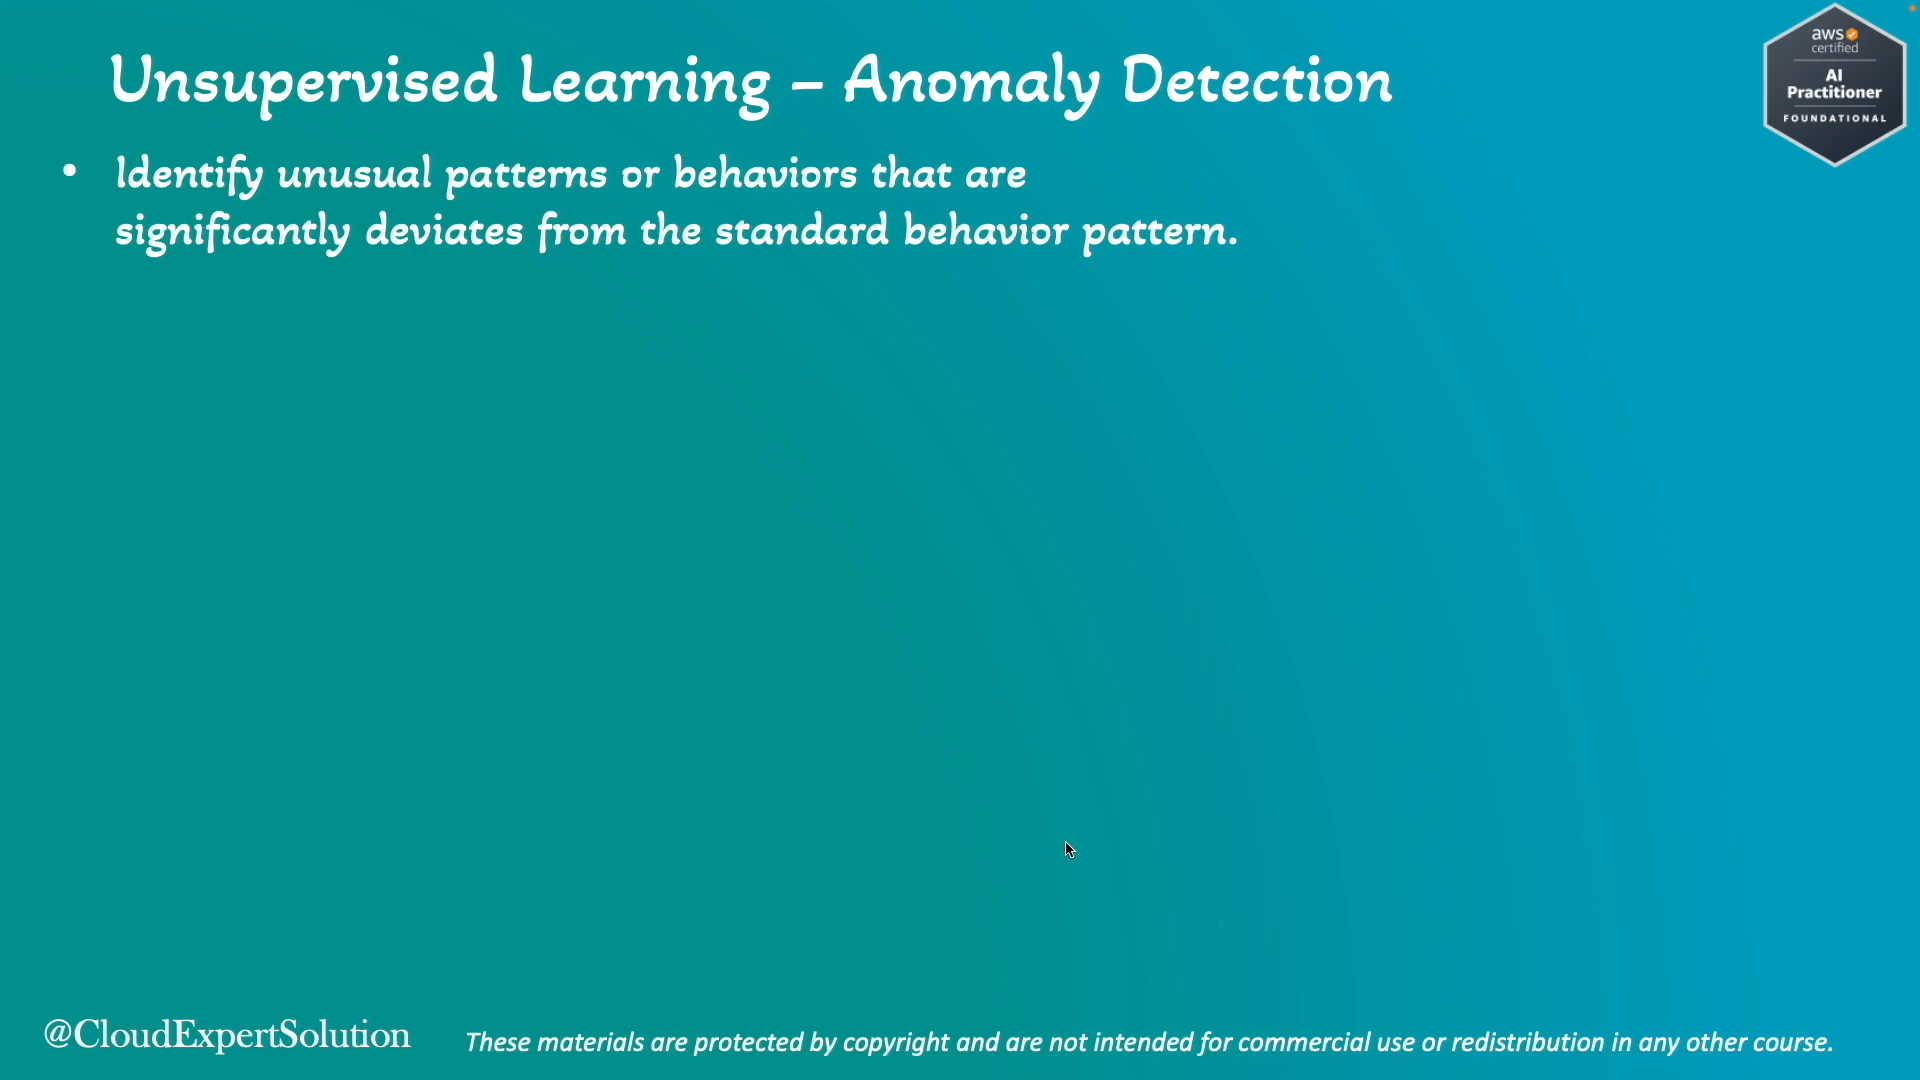 Unsupervised Learning – Anomaly Detection
aws
certified
AI
Practitioner
FOUNDATIONAL
• Identify unusual patterns or behaviors that are
significantly deviates from the standard behavior pattern.
@CloudExpertSolution
These materials are protected by copyright and are not intended for commercial use or redistribution in any other course.